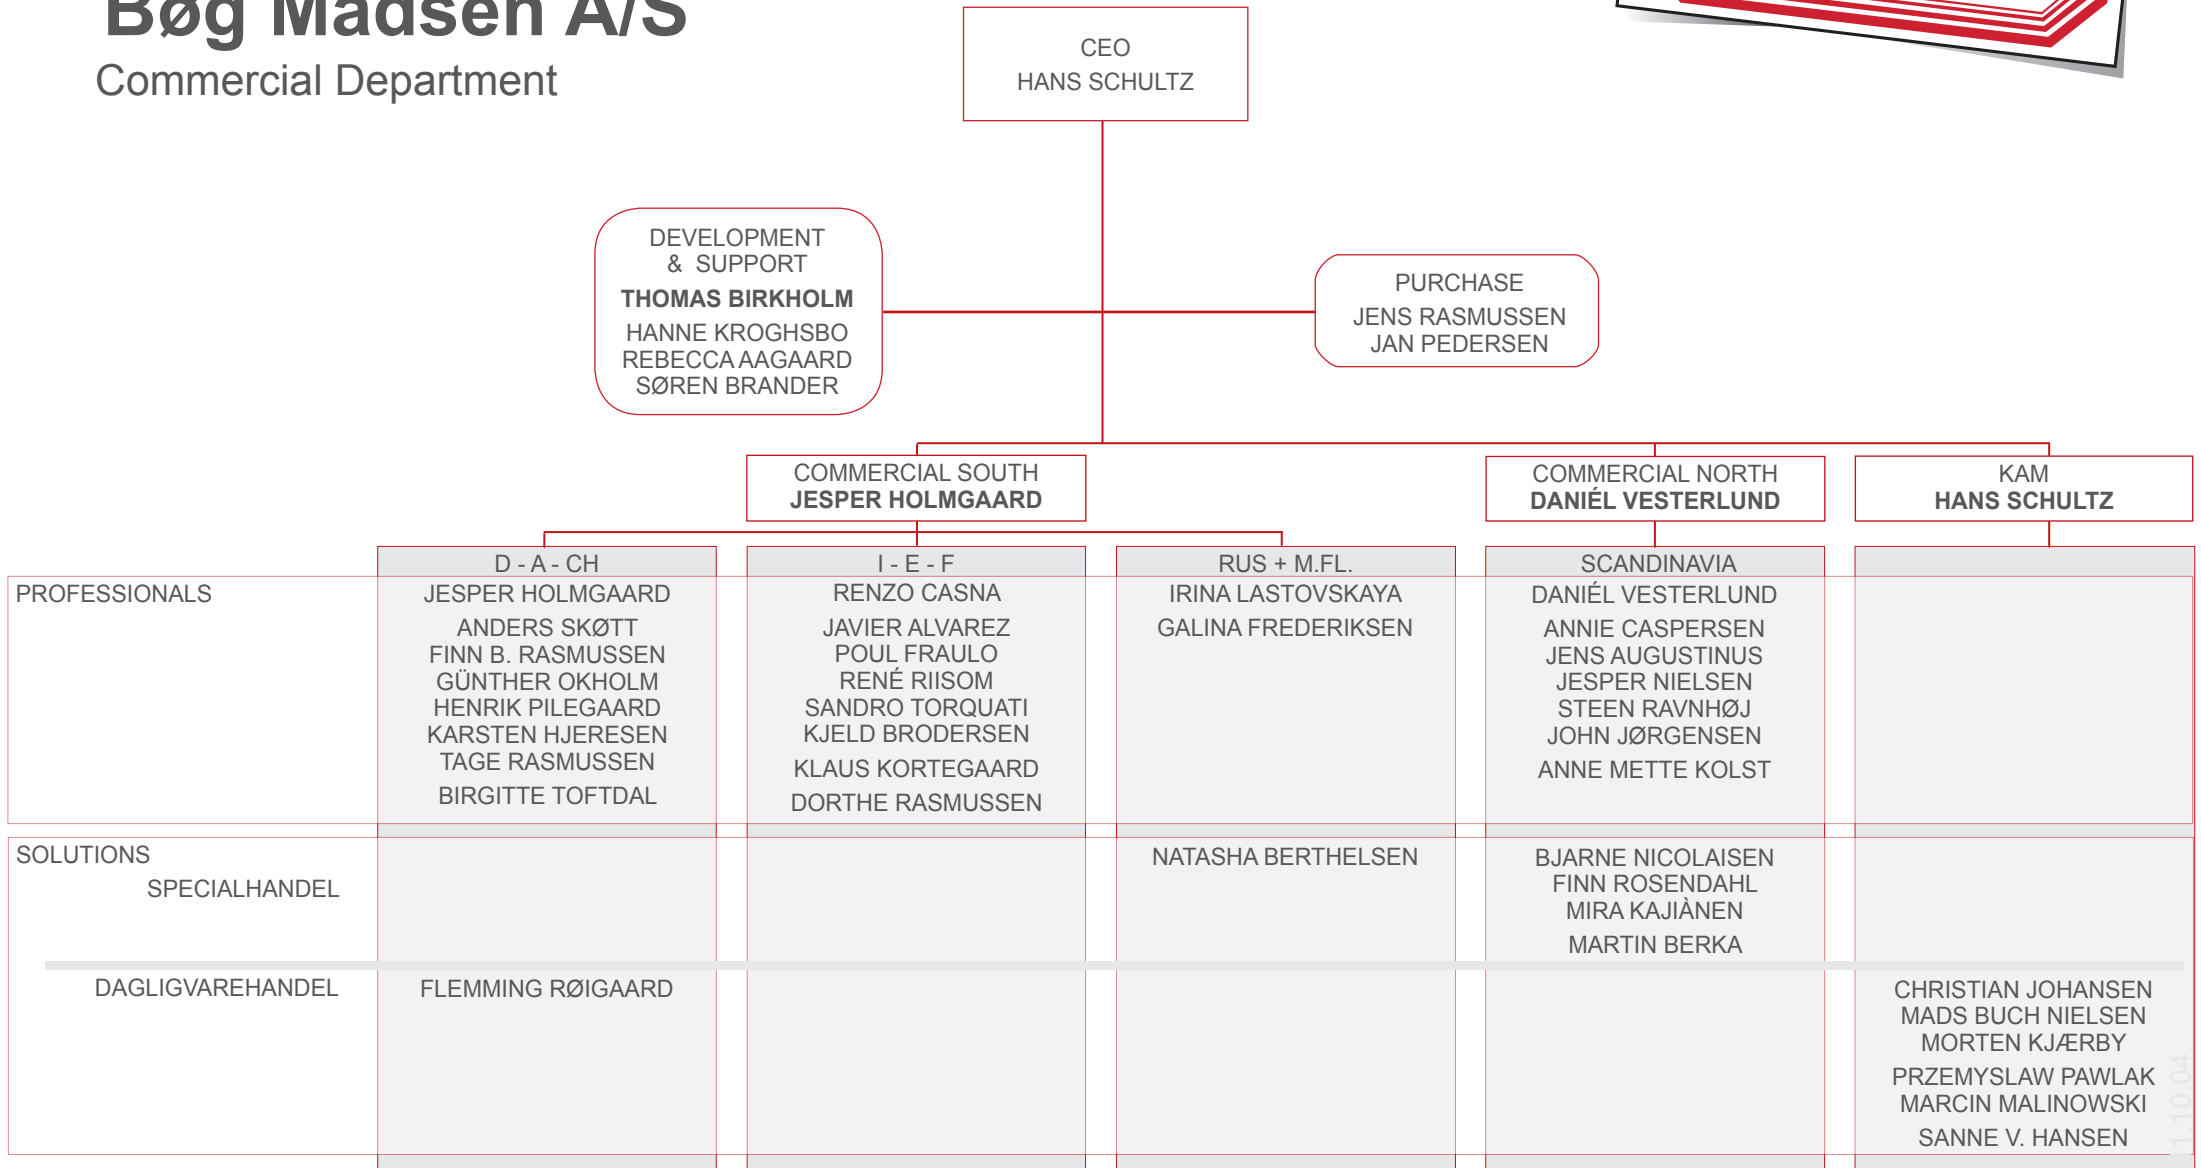 Bøg Madsen A/S
Commercial Department
CEO
HANS SCHULTZ
DEVELOPMENT
& SUPPORT
THOMAS BIRKHOLM
HANNE KROGHSBO
REBECCA AAGAARD
SØREN BRANDER
PURCHASE
JENS RASMUSSEN
JAN PEDERSEN
COMMERCIAL SOUTH
JESPER HOLMGAARD
COMMERCIAL NORTH
DANIÉL VESTERLUND
KAM
HANS SCHULTZ
D - A - CH
I - E - F
RUS + M.FL.
SCANDINAVIA
PROFESSIONALS
JESPER HOLMGAARD
ANDERS SKØTT
FINN B. RASMUSSEN
GÜNTHER OKHOLM
HENRIK PILEGAARD
KARSTEN HJERESEN
TAGE RASMUSSEN
BIRGITTE TOFTDAL
RENZO CASNA
JAVIER ALVAREZ
POUL FRAULO
RENÉ RIISOM
SANDRO TORQUATI
KJELD BRODERSEN
KLAUS KORTEGAARD
DORTHE RASMUSSEN
IRINA LASTOVSKAYA
GALINA FREDERIKSEN
DANIÉL VESTERLUND
ANNIE CASPERSEN
JENS AUGUSTINUS
JESPER NIELSEN
STEEN RAVNHØJ
JOHN JØRGENSEN
ANNE METTE KOLST
SOLUTIONS
SPECIALHANDEL
NATASHA BERTHELSEN
BJARNE NICOLAISEN
FINN ROSENDAHL
MIRA KAJIÀNEN
MARTIN BERKA
DAGLIGVAREHANDEL
FLEMMING RØIGAARD
CHRISTIAN JOHANSEN
MADS BUCH NIELSEN
MORTEN KJÆRBY
PRZEMYSLAW PAWLAK
MARCIN MALINOWSKI
SANNE V. HANSEN